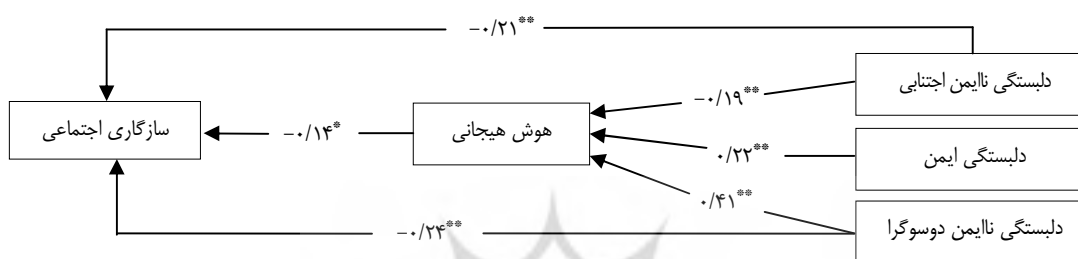 -۰/۲۱**
دلبستگی ناایمن اجتنابی
-۰/۱۹**
سازگاری اجتماعی
-۰/۱۴*
هوش هیجانی
۰/۲۲**
دلبستگی ایمن
۰/۴۱**
دلبستگی ناایمن دوسوگرا
-۰/۲۴**